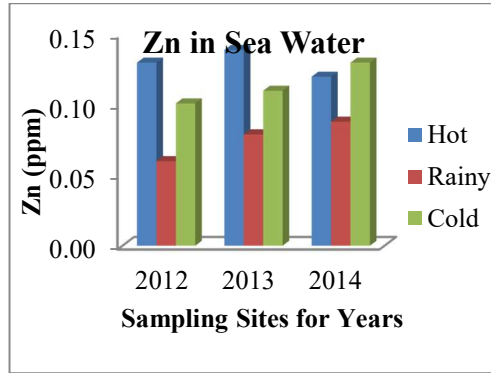 Zn in Sea Water
Zn (ppm)
0.15
0.10
0.05
0.00
2012 2013 2014
Sampling Sites for Years
Hot
Rainy
Cold